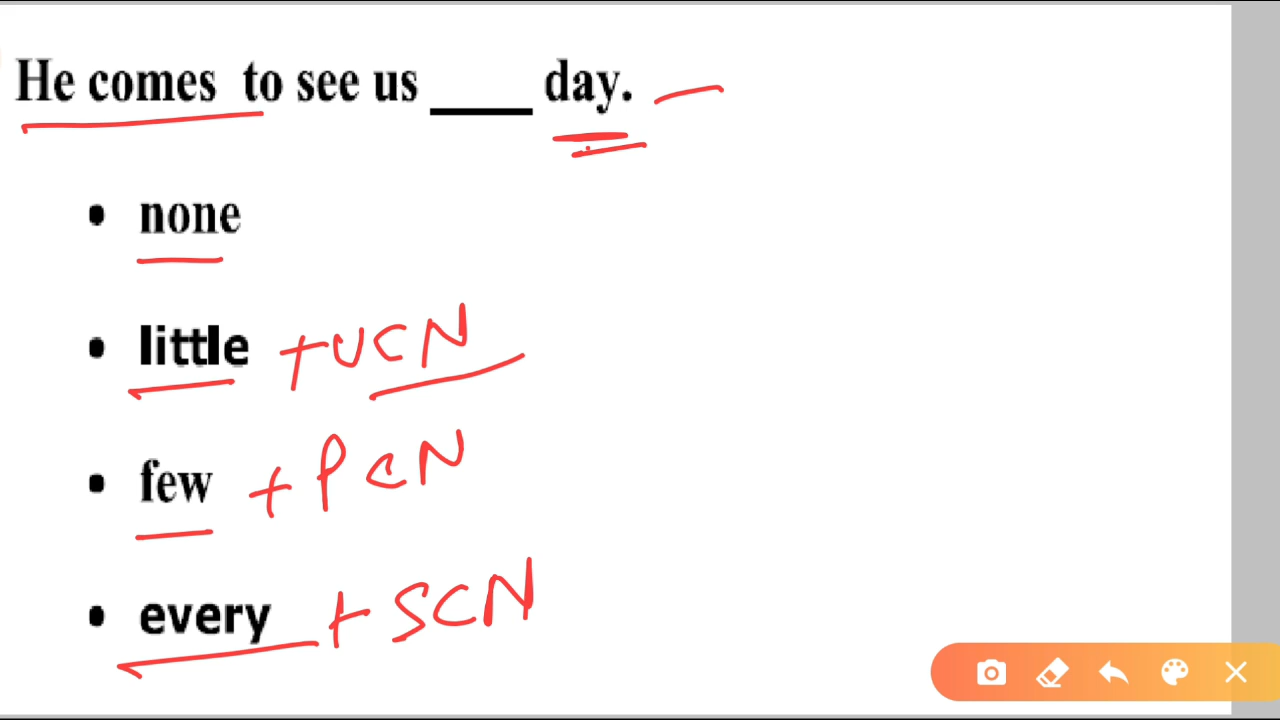 He comes to see us ____ day.
• none
• little + UCN
• few + PCN
• every + SCN